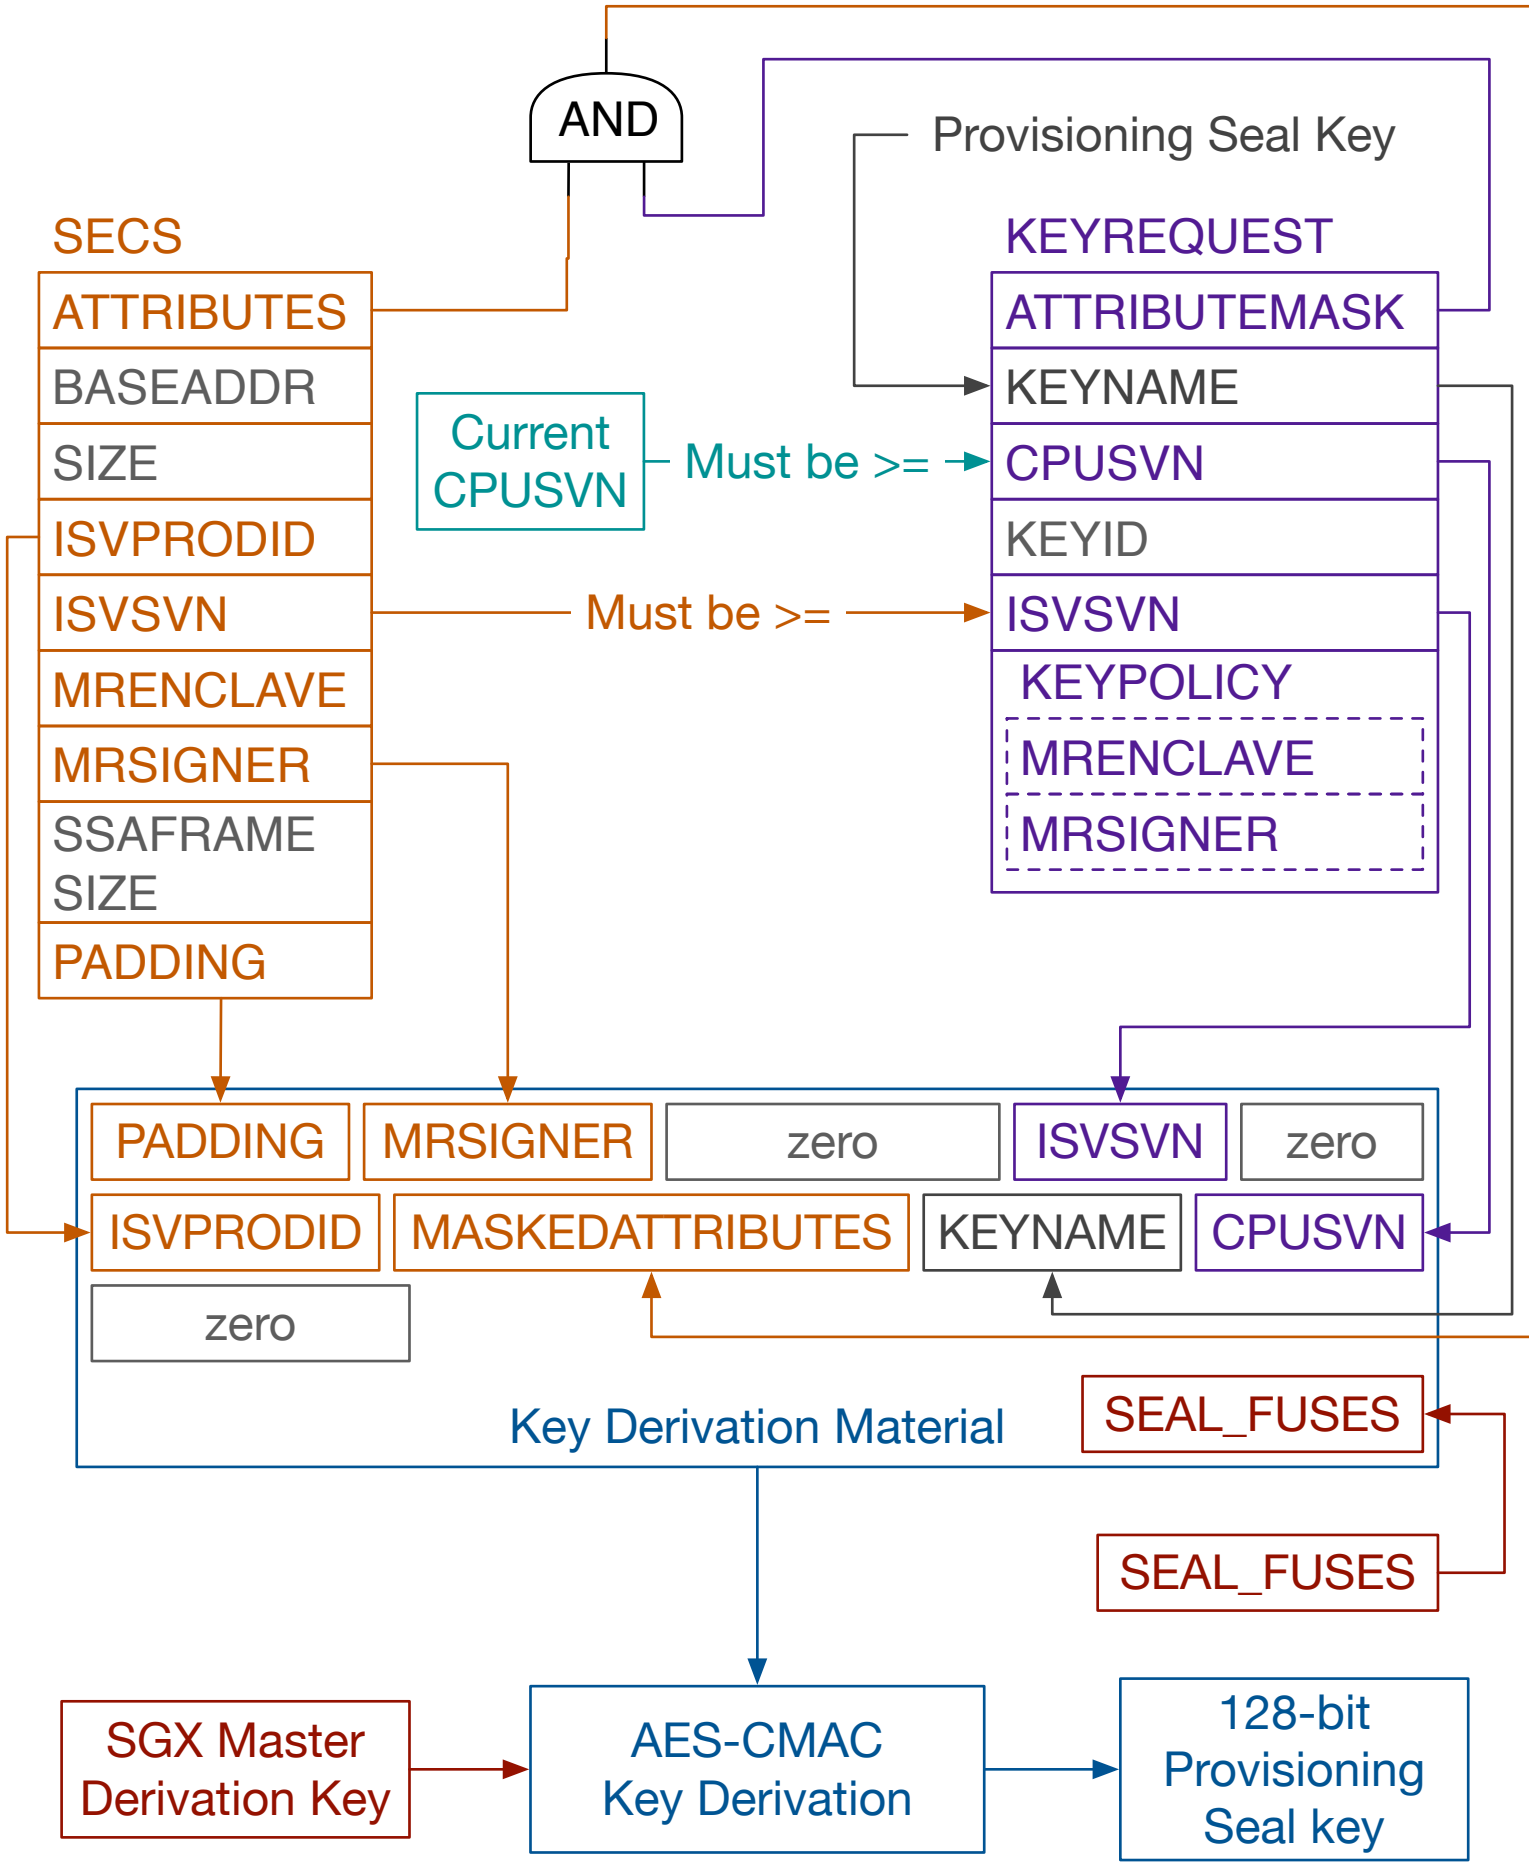 AND
Provisioning Seal Key
SECS
ATTRIBUTES
BASEADDR
SIZE
ISVPRODID
ISVSVN
MRENCLAVE
MRSIGNER
SSAFRAME
SIZE
PADDING
Current
CPUSVN
Must be >=
Must be >=
KEYREQUEST
ATTRIBUTEMASK
KEYNAME
CPUSVN
KEYID
ISVSVN
KEYPOLICY
MRENCLAVE
MRSIGNER
PADDING MRSIGNER zero ISVSVN zero
ISVPRODID MASKEDATTRIBUTES KEYNAME CPUSVN
zero
Key Derivation Material
SEAL_FUSES
SEAL_FUSES
SGX Master
Derivation Key
AES-CMAC
Key Derivation
128-bit
Provisioning
Seal key